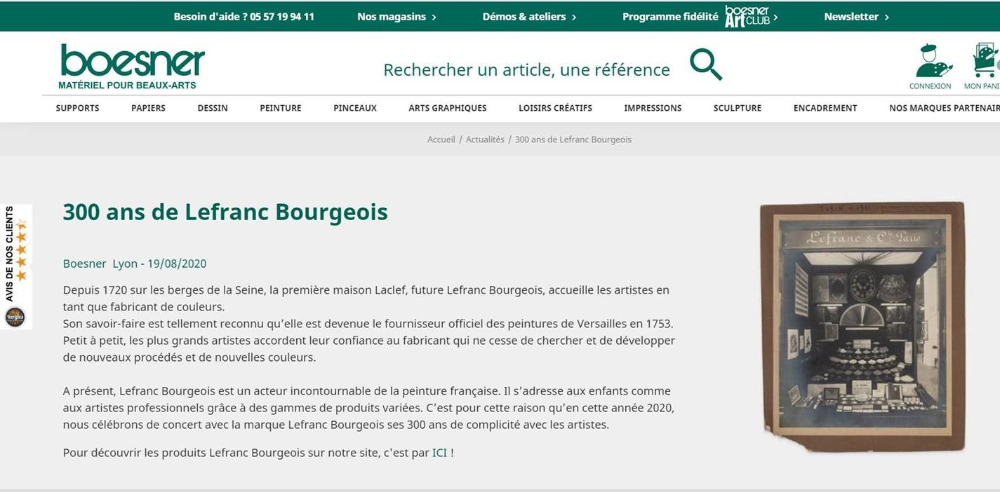 Besoin d'aide ? 05 57 19 94 11
Nos magasins
Démos & ateliers
Programme fidélité boesner Art CLUB
Newsletter
boesner
MATÉRIEL POUR BEAUX-ARTS
Rechercher un article, une référence
CONNEXION
MON PANI
SUPPORTS
PAPIERS
DESSIN
PEINTURE
PINCEAUX
ARTS GRAPHIQUES
LOISIRS CRÉATIFS
IMPRESSIONS
SCULPTURE
ENCADREMENT
NOS MARQUES PARTENAIR
Accueil / Actualités / 300 ans de Lefranc Bourgeois
AVIS DE NOS CLIENTS
Avis
Vérifiés
300 ans de Lefranc Bourgeois
Boesner Lyon - 19/08/2020
Depuis 1720 sur les berges de la Seine, la première maison Laclef, future Lefranc Bourgeois, accueille les artistes en
tant que fabricant de couleurs.
Son savoir-faire est tellement reconnu qu’elle est devenue le fournisseur officiel des peintures de Versailles en 1753.
Petit à petit, les plus grands artistes accordent leur confiance au fabricant qui ne cesse de chercher et de développer
de nouveaux procédés et de nouvelles couleurs.
A présent, Lefranc Bourgeois est un acteur incontournable de la peinture française. Il s’adresse aux enfants comme
aux artistes professionnels grâce à des gammes de produits variées. C’est pour cette raison qu’en cette année 2020,
nous célébrons de concert avec la marque Lefranc Bourgeois ses 300 ans de complicité avec les artistes.
Pour découvrir les produits Lefranc Bourgeois sur notre site, c'est par ICI !
TURIN - 1911
Lefranc & Cie Paris